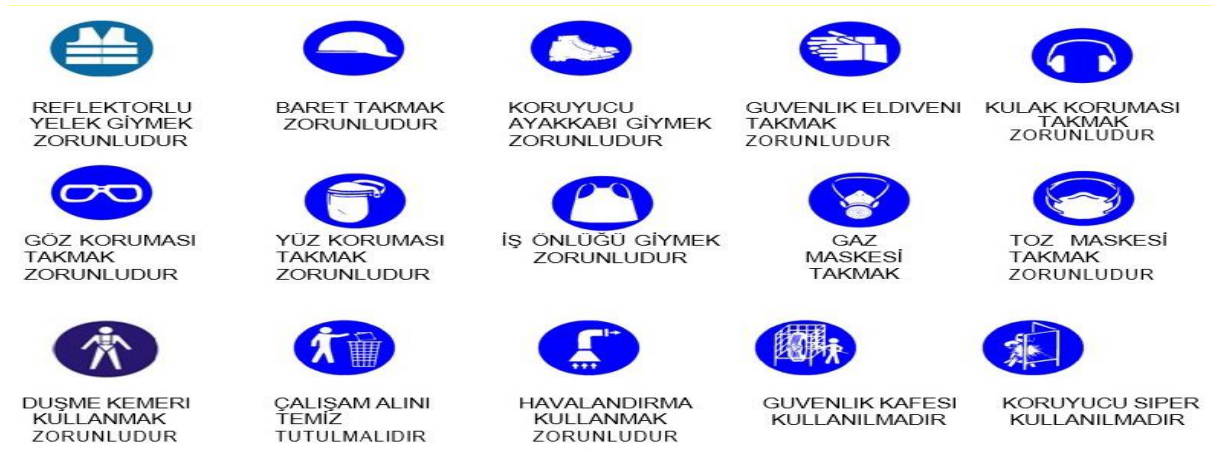 REFLEKTORLU
YELEK GİYMEK
ZORUNLUDUR
BARET TAKMAK
ZORUNLUDUR
KORUYUCU
AYAKKABI GİYMEK
ZORUNLUDUR
GUVENLIK ELDIVENI
TAKMAK
ZORUNLUDUR
KULAK KORUMASI
TAKMAK
ZORUNLUDUR
GÖZ KORUMASI
TAKMAK
ZORUNLUDUR
YÜZ KORUMASI
TAKMAK
ZORUNLUDUR
İŞ ÖNLÜĞÜ GİYMEK
ZORUNLUDUR
GAZ
MASKESİ
TAKMAK
TOZ MASKESİ
TAKMAK
ZORUNLUDUR
DUŞME KEMERI
KULLANMAK
ZORUNLUDUR
ÇALIŞAM ALINI
TEMİZ
TUTULMALIDIR
HAVALANDIRMA
KULLANMAK
ZORUNLUDUR
GUVENLIK KAFESI
KULLANILMADIR
KORUYUCU SIPER
KULLANILMADIR